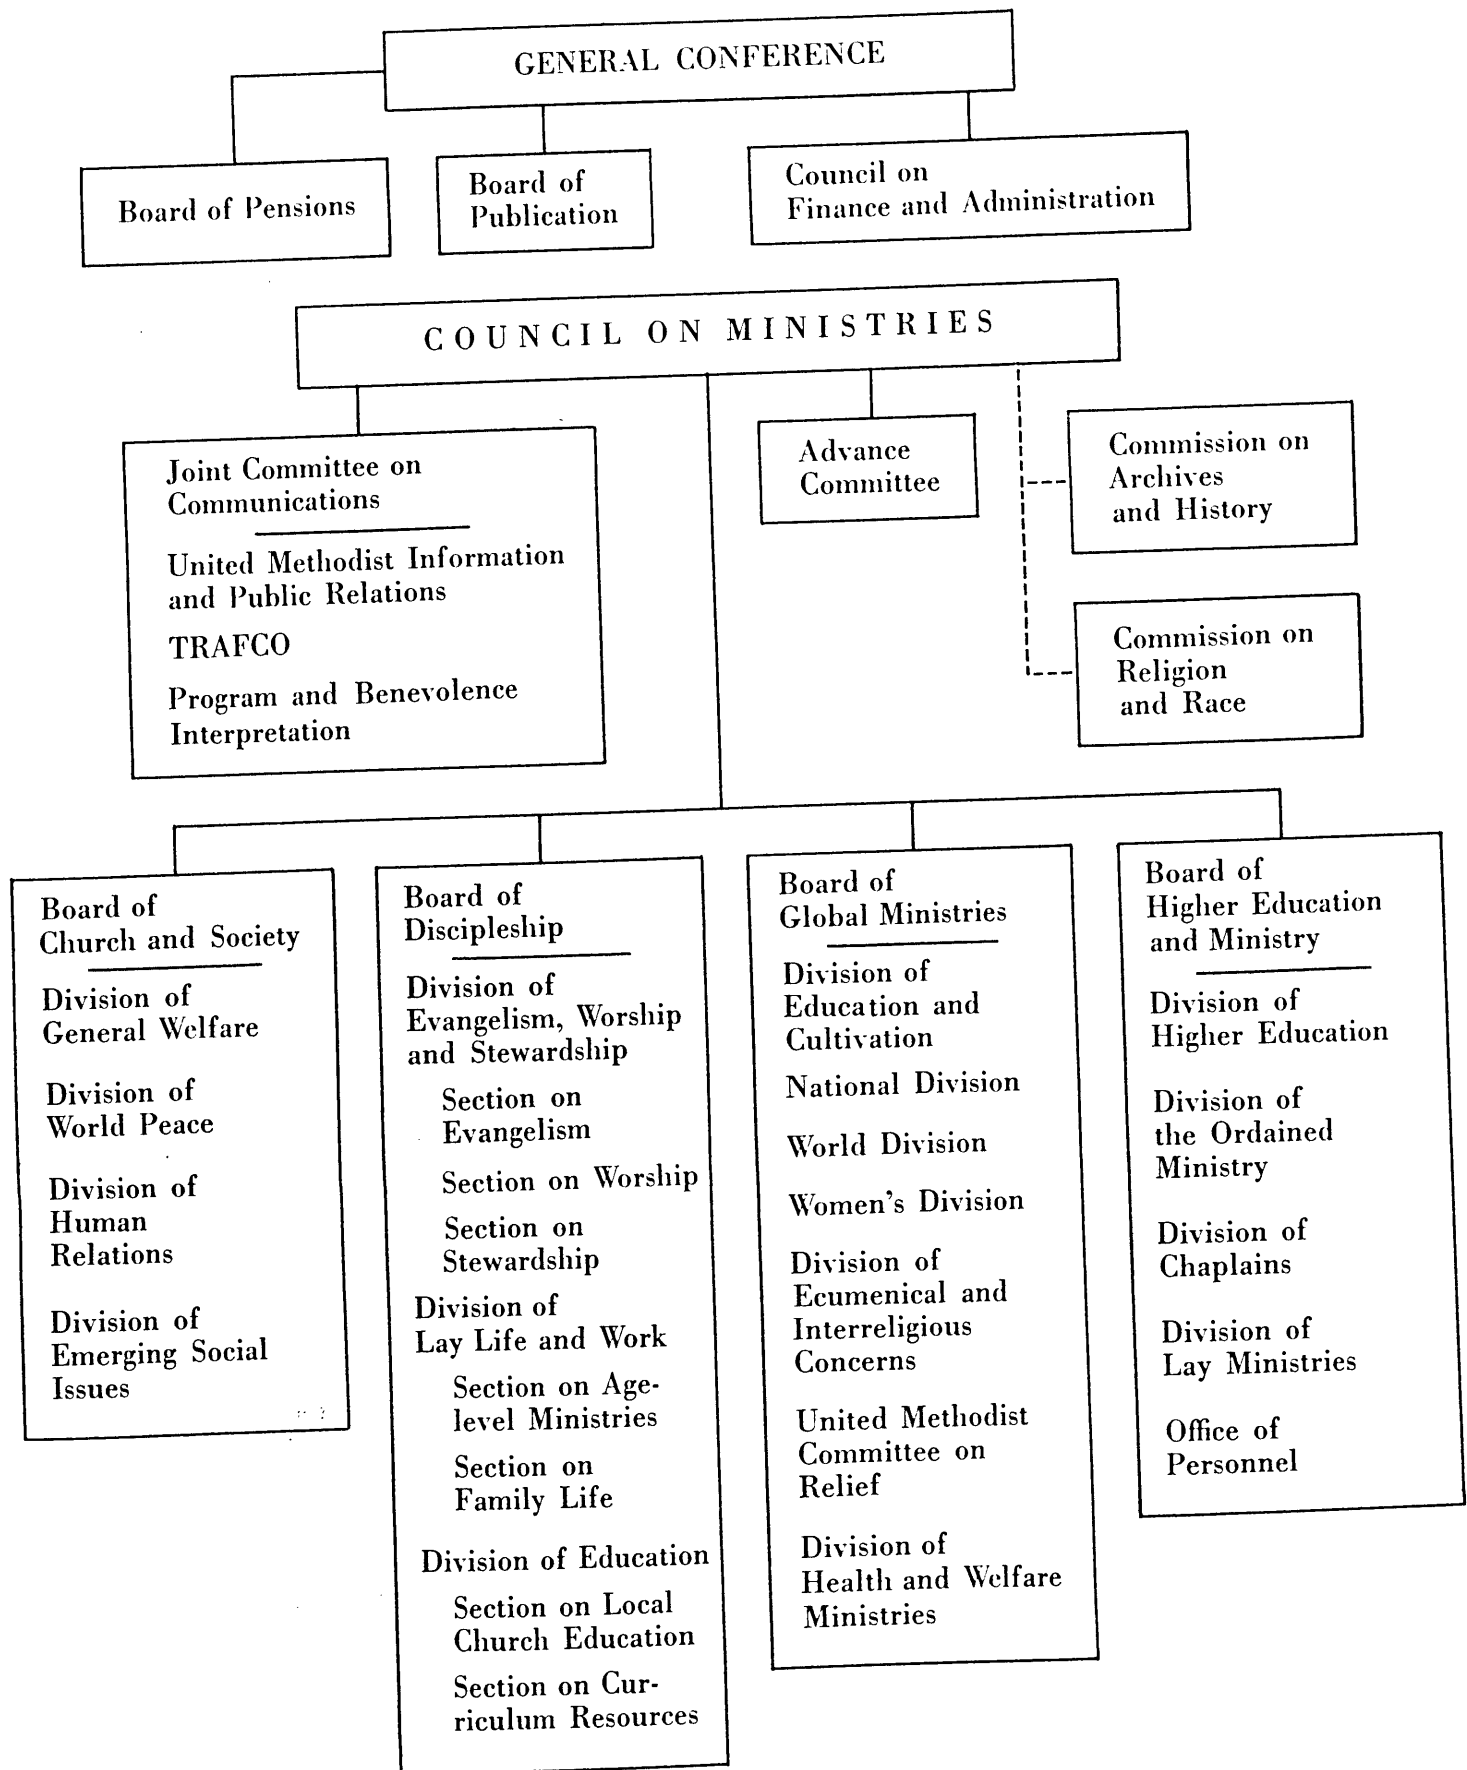 GENERAL CONFERENCE
Board of Pensions
Board of
Publication
Council on
Finance and Administration
COUNCIL ON MINISTRIES
Joint Committee on
Communications
United Methodist Information
and Public Relations
TRAFCO
Program and Benevolence
Interpretation
Advance
Committee
Commission on
Archives
and History
Commission on
Religion
and Race
Board of
Church and Society
Division of
General Welfare
Division of
World Peace
Division of
Human
Relations
Division of
Emerging Social
Issues
Board of
Discipleship
Division of
Evangelism, Worship
and Stewardship
Section on
Evangelism
Section on Worship
Section on
Stewardship
Division of
Lay Life and Work
Section on Age-
level Ministries
Section on
Family Life
Division of Education
Section on Local
Church Education
Section on Cur-
riculum Resources
Board of
Global Ministries
Division of
Education and
Cultivation
National Division
World Division
Women's Division
Division of
Ecumenical and
Interreligious
Concerns
United Methodist
Committee on
Relief
Division of
Health and Welfare
Ministries
Board of
Higher Education
and Ministry
Division of
Higher Education
Division of
the Ordained
Ministry
Division of
Chaplains
Division of
Lay Ministries
Office of
Personnel